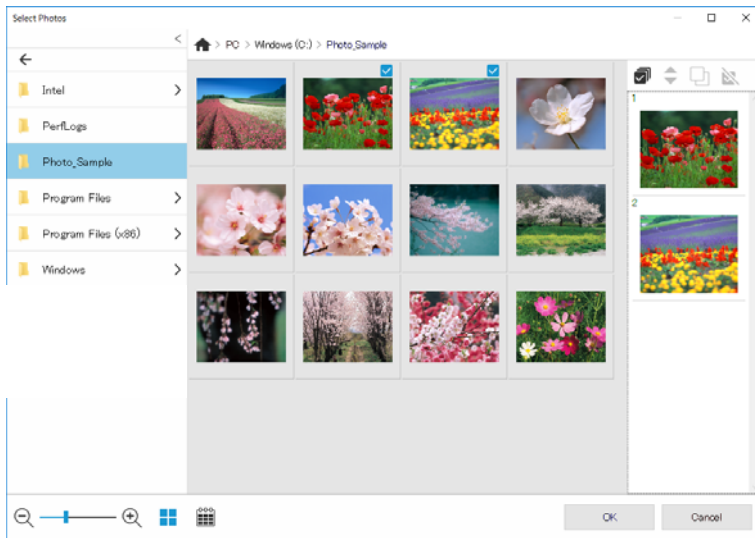 Select Photos
<
> PC > Windows (C:) > Photo_Sample
Intel >
PerfLogs
Photo_Sample
Program Files >
Program Files (x86) >
Windows >
1
2
OK
Cancel